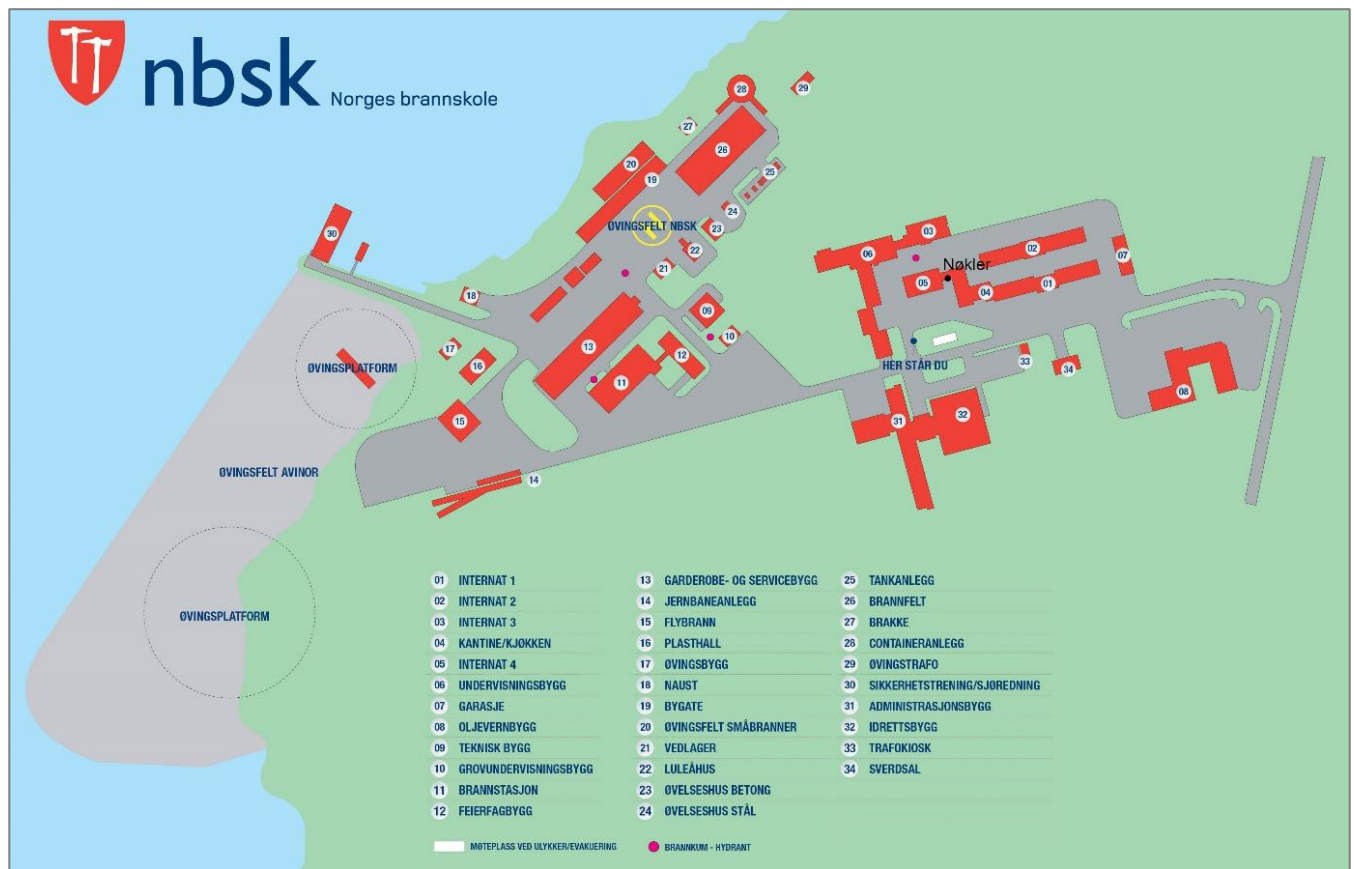 TT nbsk Norges brannskole
28
29
27
26
20
19
25
24
ØVINGSFELT NBSK
23
30
22
21
03
02
06
07
Nøkler
05
04
01
18
09
10
17
13
12
16
ØVINGSPLATFORM
11
HER STÅR DU
33
34
08
15
31
32
ØVINGSFELT AVINOR
14
ØVINGSPLATFORM
01 INTERNAT 1
02 INTERNAT 2
03 INTERNAT 3
04 KANTINE/KJØKKEN
05 INTERNAT 4
06 UNDERVISNINGSBYGG
07 GARASJE
08 OLJEVERNBYGG
09 TEKNISK BYGG
10 GROVUNDERVISNINGSBYGG
11 BRANNSTASJON
12 FEIERFAGBYGG
13 GARDEROBE- OG SERVICEBYGG
14 JERNBANEANLEGG
15 FLYBRANN
16 PLASTHALL
17 ØVINGSBYGG
18 NAUST
19 BYGATE
20 ØVINGSFELT SMÅBRANNER
21 VEDLAGER
22 LULEÅHUS
23 ØVELSESHUS BETONG
24 ØVELSESHUS STÅL
25 TANKANLEGG
26 BRANNFELT
27 BRAKKE
28 CONTAINERANLEGG
29 ØVINGSTRAFO
30 SIKKERHETSTRENING/SJØREDNING
31 ADMINISTRASJONSBYGG
32 IDRETTSBYGG
33 TRAFOKIOSK
34 SVERDSAL
MØTEPLASS VED ULYKKER/EVAKUERING
BRANNKUM - HYDRANT